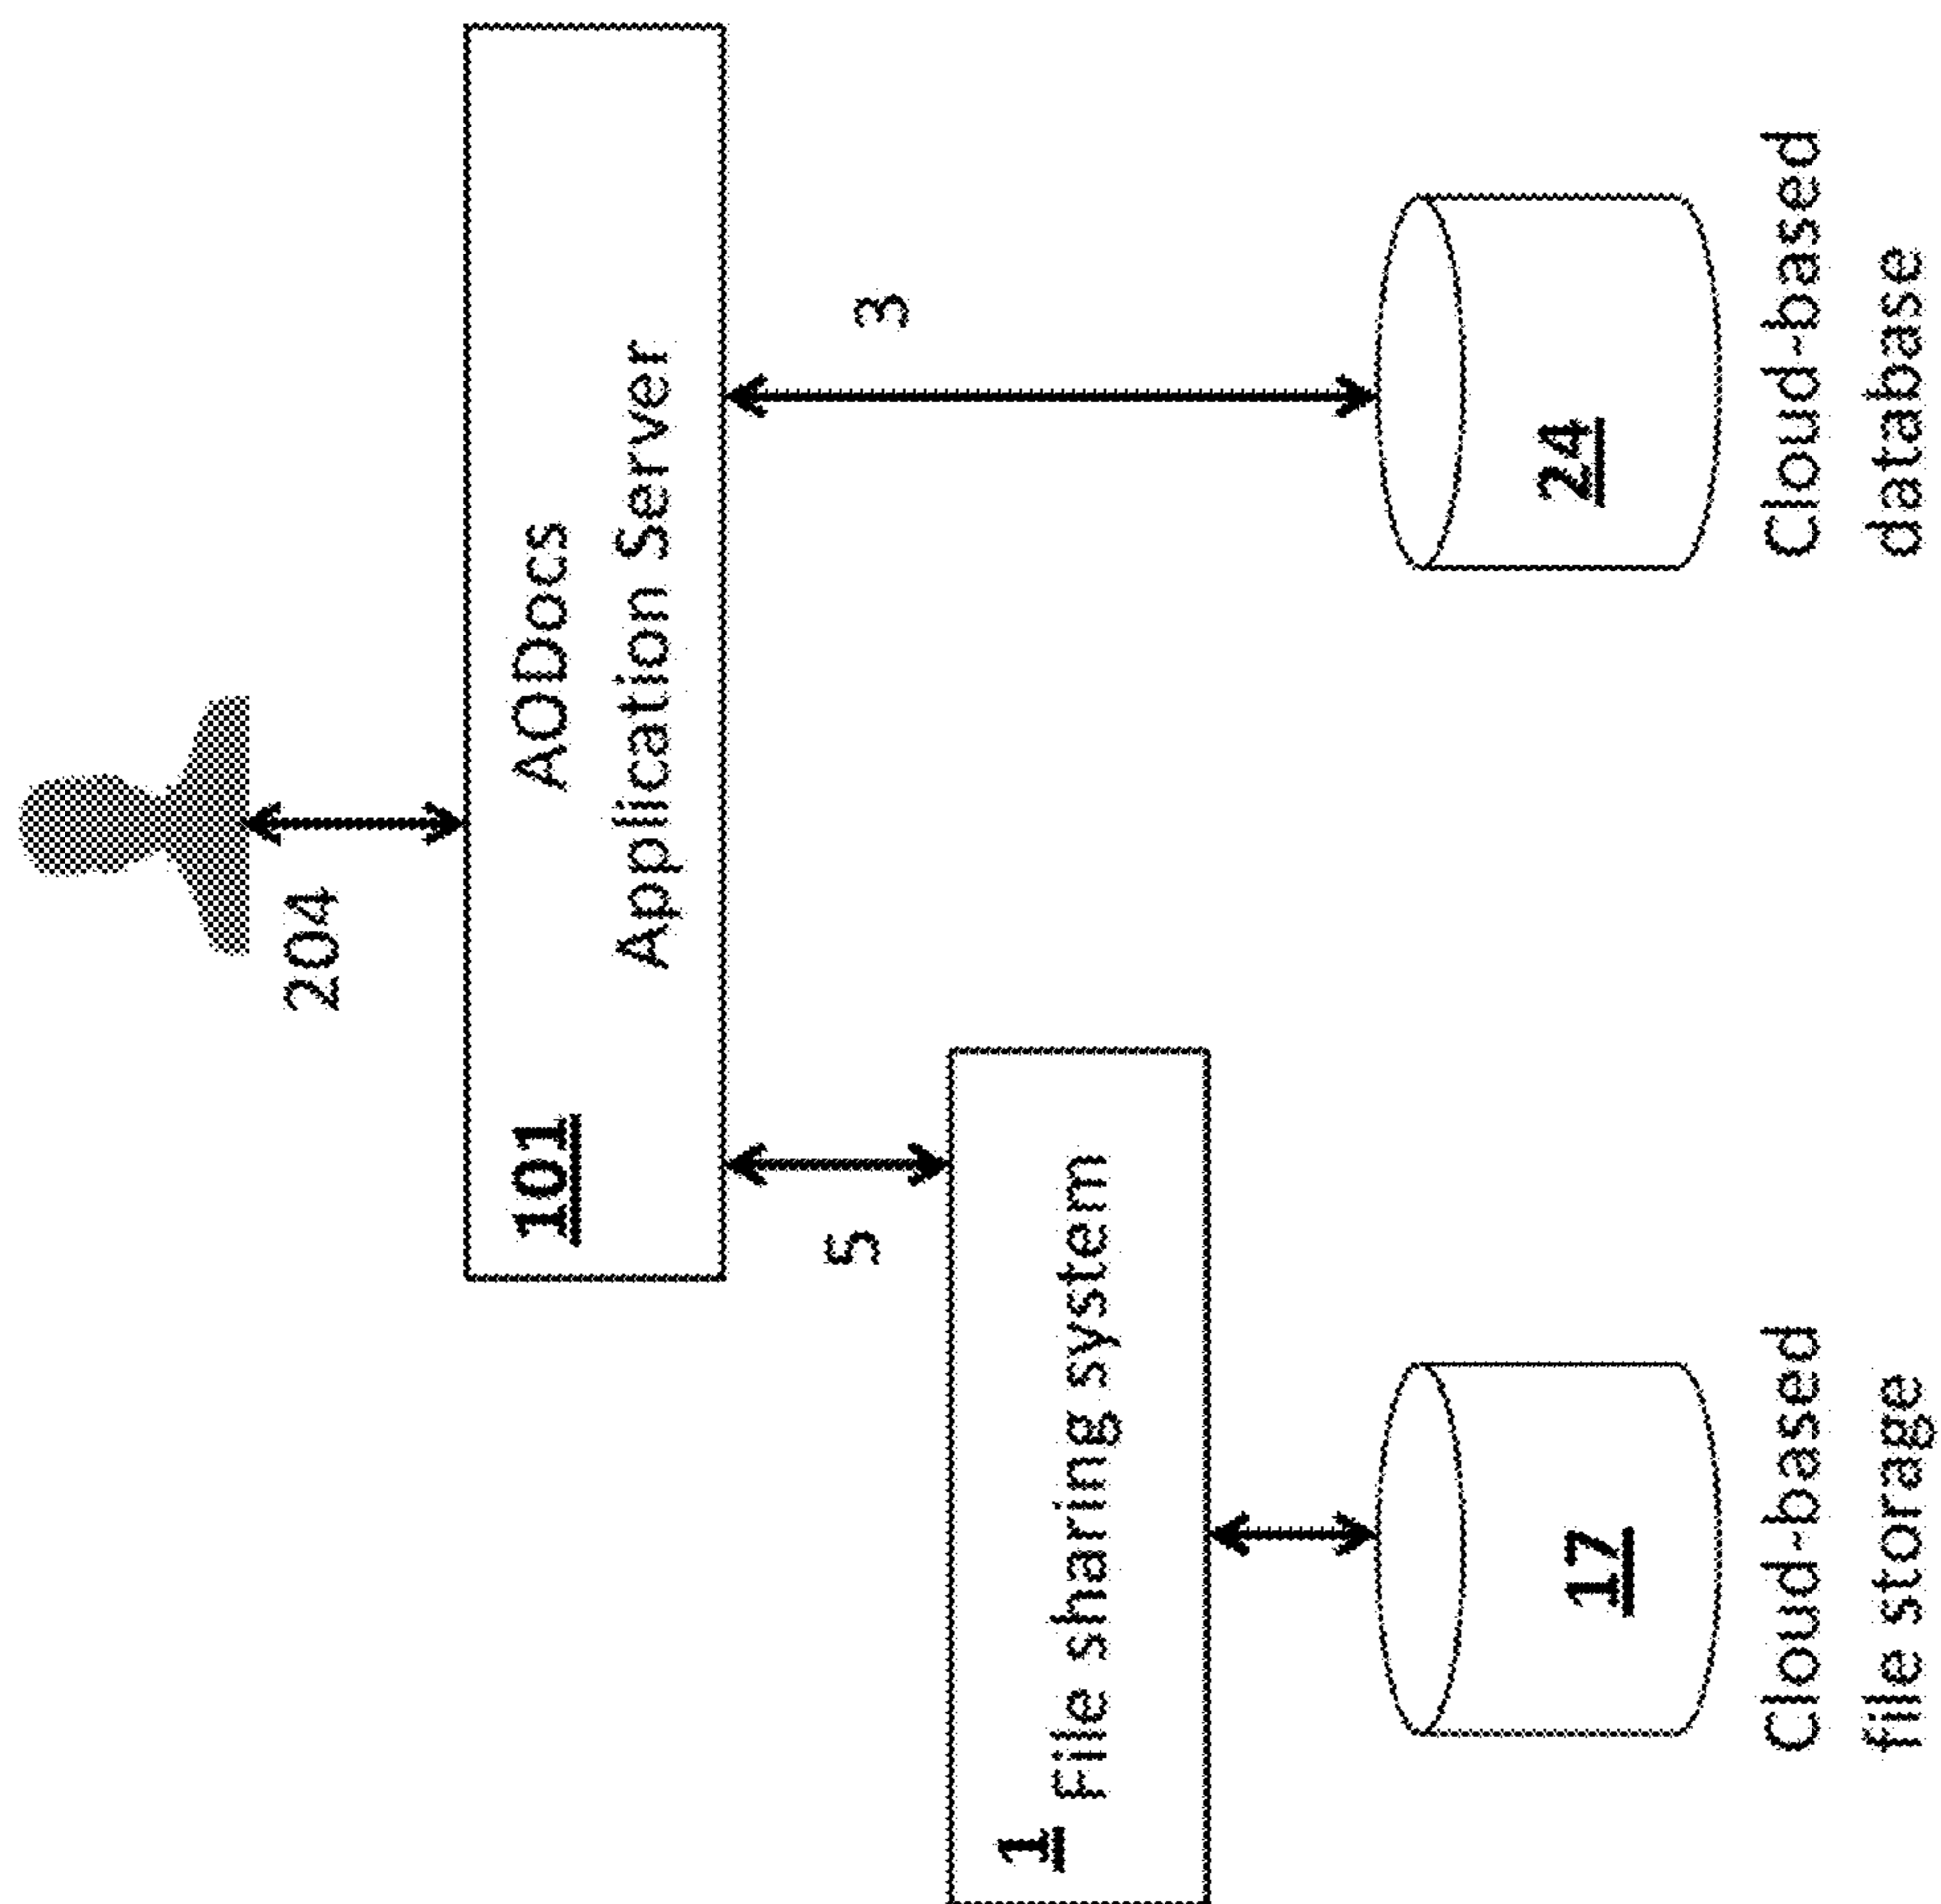 204
101
AODocs
Application Server
5
3
1
File sharing system
17
24
Cloud-based
file storage
Cloud-based
database